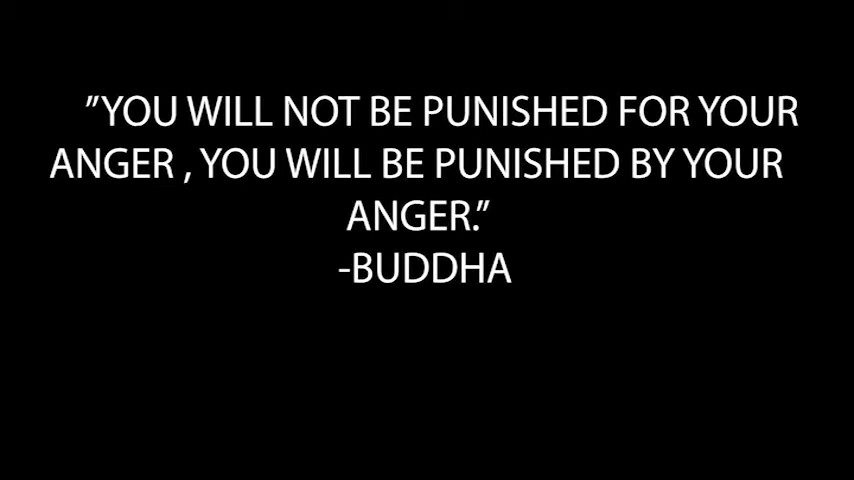 ”YOU WILL NOT BE PUNISHED FOR YOUR
ANGER , YOU WILL BE PUNISHED BY YOUR
ANGER.”
-BUDDHA